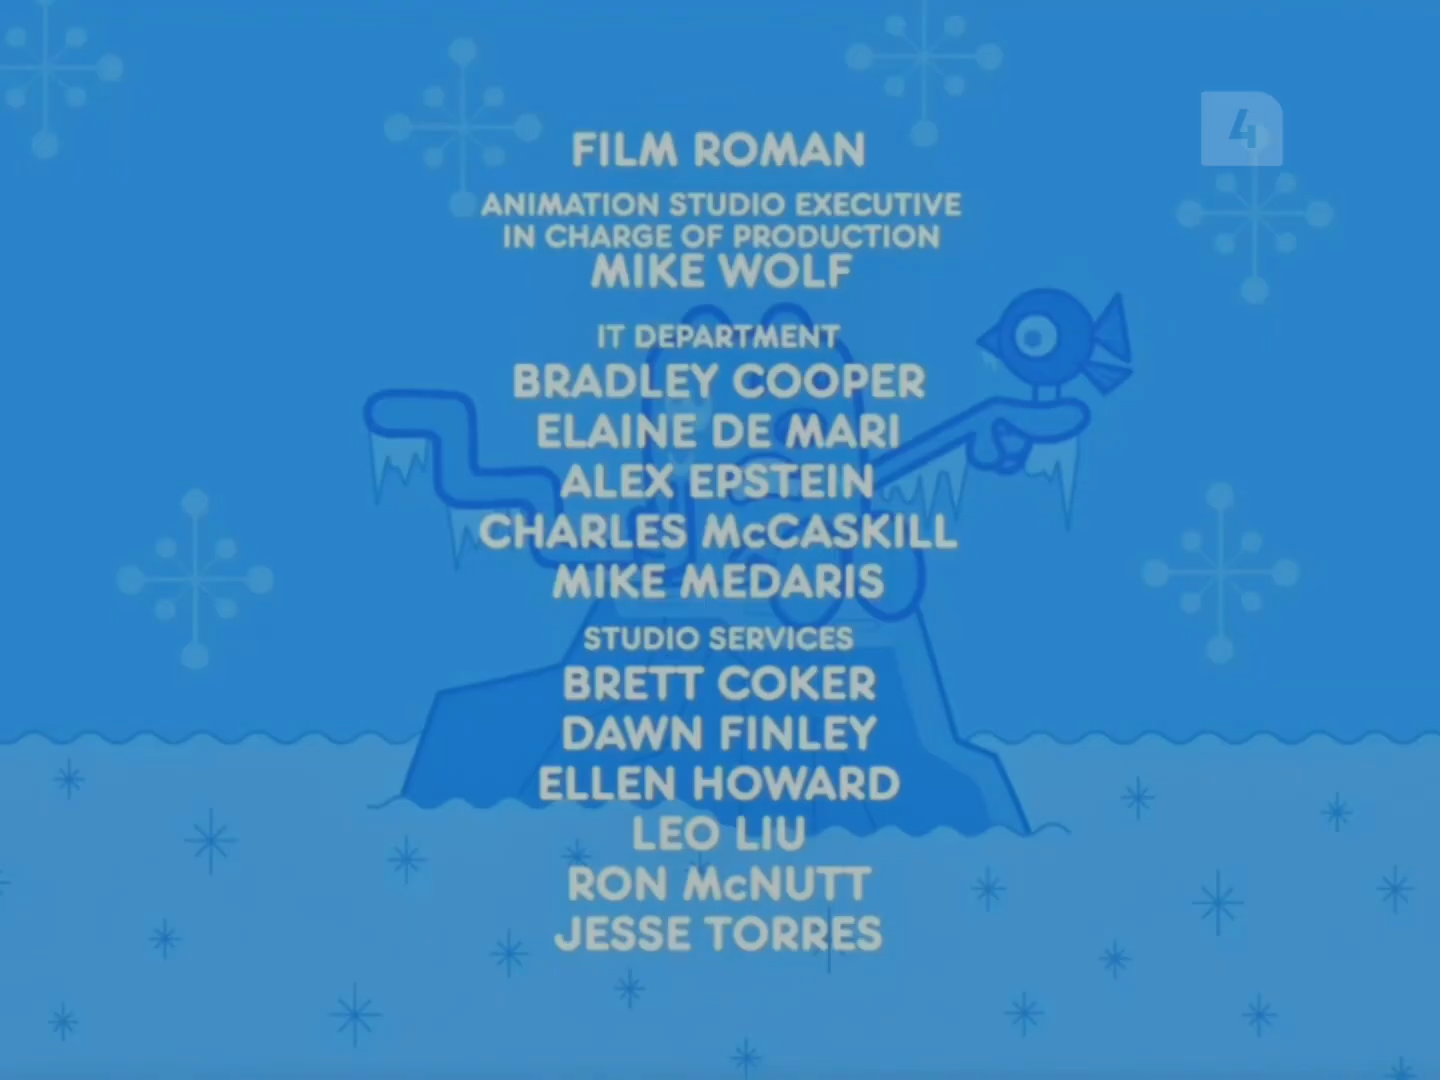 4
FILM ROMAN
ANIMATION STUDIO EXECUTIVE
IN CHARGE OF PRODUCTION
MIKE WOLF
IT DEPARTMENT
BRADLEY COOPER
ELAINE DE MARI
ALEX EPSTEIN
CHARLES McCASKILL
MIKE MEDARIS
STUDIO SERVICES
BRETT COKER
DAWN FINLEY
ELLEN HOWARD
LEO LIU
RON McNUTT
JESSE TORRES